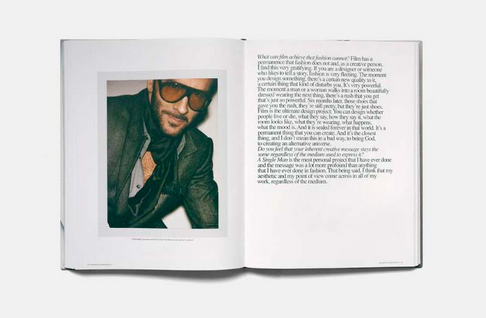 What can film achieve that fashion cannot? Film has a
permanence that fashion does not and, as a creative person,
I find this very gratifying. If you are a designer or someone
who likes to tell a story, fashion is very fleeting. The moment
you design something, there's a certain new quality to it,
a certain thing that kind of disturbs you. It's very powerful.
The moment a man or a woman walks into a room beautifully
dressed wearing the next thing, there's a rush that you get
that's just so powerful. Six months later, those shoes that
gave you the rush, they're still pretty, but they're just shoes.
Film is the ultimate design project. You can design whether
people live or die, what they say, how they say it, what the
room looks like, what they're wearing, what happens,
what the mood is. And it is sealed forever in that world. It's a
permanent thing that you can create. And it's the closest
thing, and I don't mean this in a bad way, to being God,
to creating an alternative universe.
Do you feel that your inherent creative message stays the
same regardless of the medium used to express it?
A Single Man is the most personal project that I have ever done
and the message was a lot more profound than anything
that I have ever done in fashion. That being said, I think that my
aesthetic and my point of view come across in all of my
work, regardless of the medium.